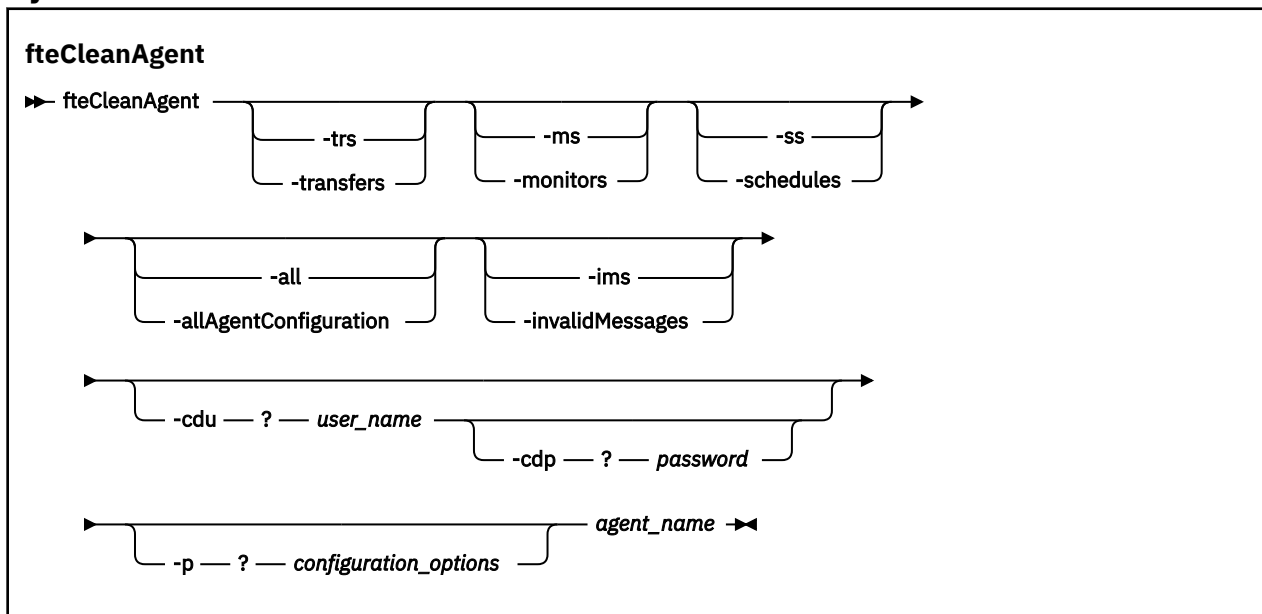 fteCleanAgent
fteCleanAgent
-trs -ms -ss
-transfers -monitors -schedules
-all -ims
-allAgentConfiguration -invalidMessages
-cdu ? user_name
-cdp ? password
agent_name
-p ? configuration_options